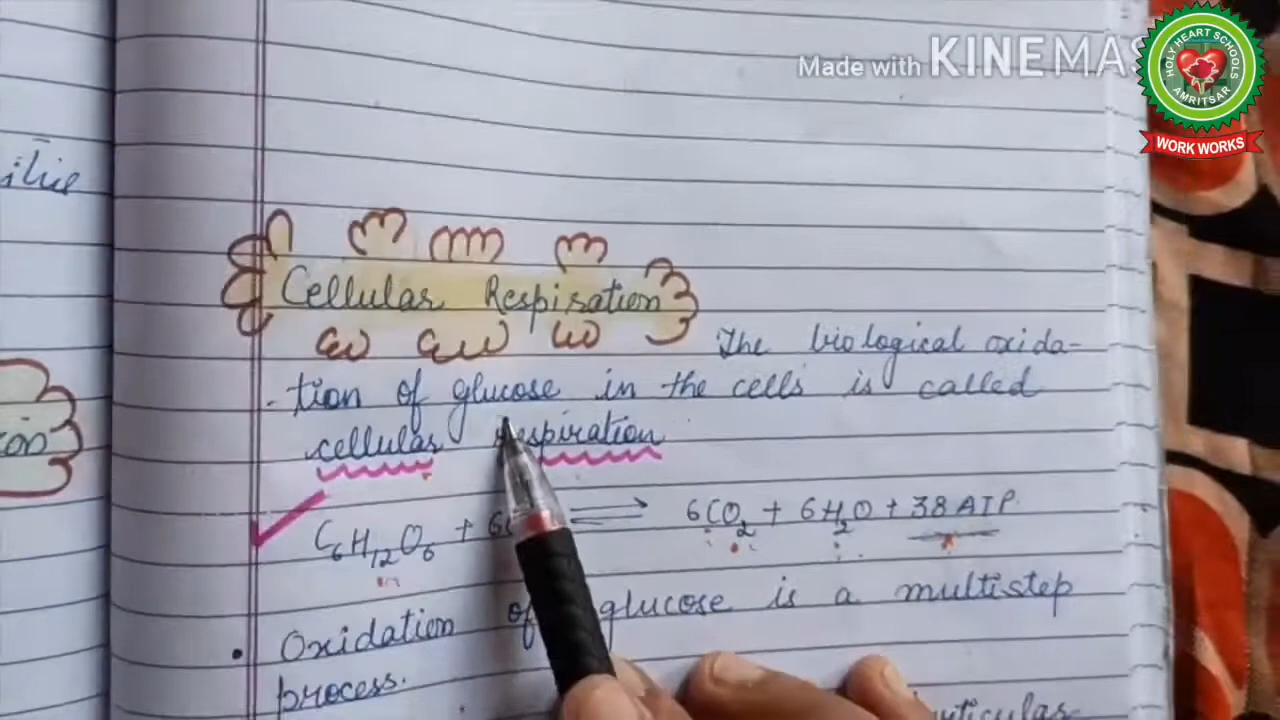 Made with KINEMAS
HOLY HEART SCHOOLS
AMRITSAR
WORK WORKS
Cellular Respiration
The biological oxida-
tion of glucose in the cells is called
cellular respiration
C6H12O6 + 6 ⇌ 6CO2 + 6H2O + 38 ATP
• Oxidation of glucose is a multistep
process.